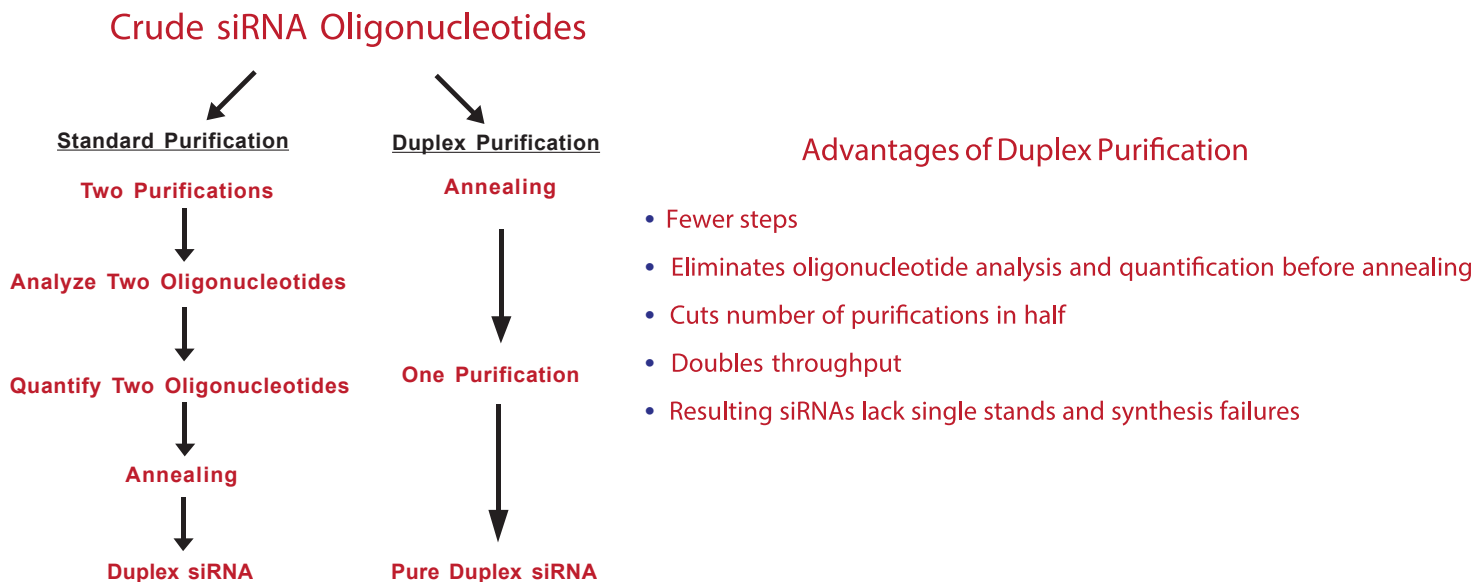 Crude siRNA Oligonucleotides
Standard Purification
Two Purifications
Analyze Two Oligonucleotides
Quantify Two Oligonucleotides
Annealing
Duplex siRNA
Duplex Purification
Annealing
One Purification
Pure Duplex siRNA
Advantages of Duplex Purification
• Fewer steps
• Eliminates oligonucleotide analysis and quantification before annealing
• Cuts number of purifications in half
• Doubles throughput
• Resulting siRNAs lack single stands and synthesis failures